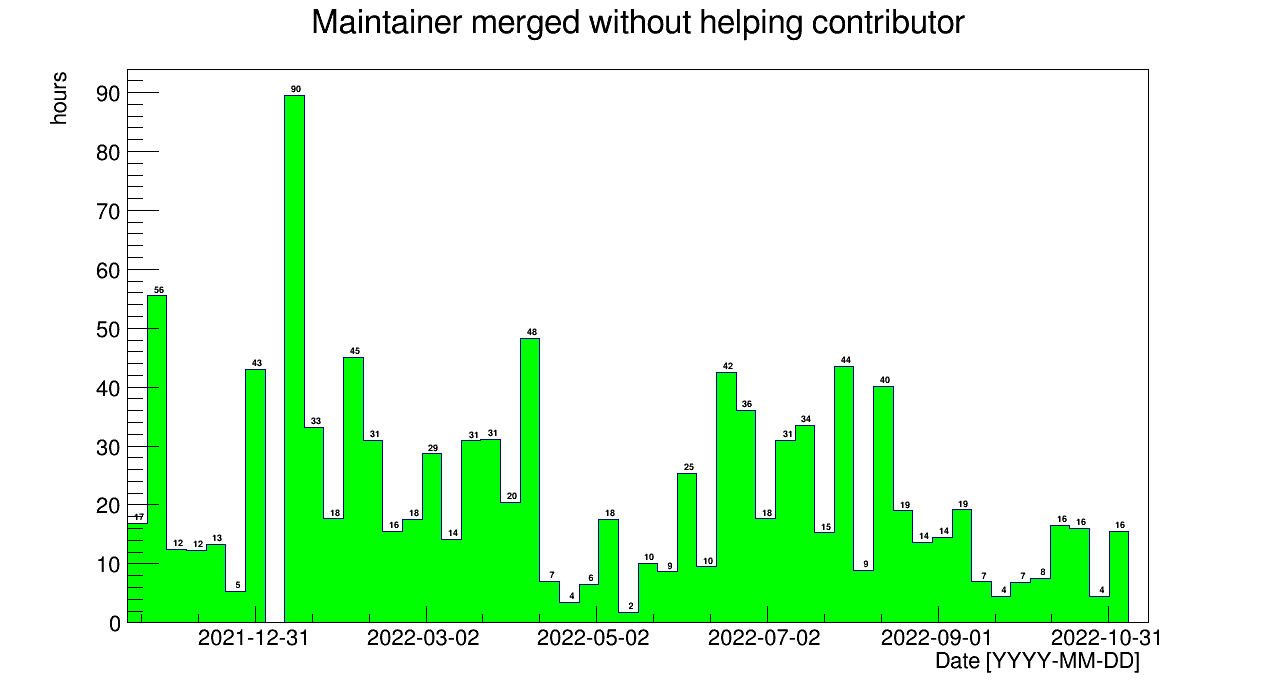 Maintainer merged without helping contributor
hours
90
80
70
60
50
40
30
20
10
0
17 56 12 12 13 5 43 90 33 18 45 31 16 18 29 14 31 31 20 48 7 4 6 18 2 10 9 25 10 42 36 18 31 34 15 44 9 40 19 14 14 19 7 4 7 8 16 16 4 16
2021-12-31 2022-03-02 2022-05-02 2022-07-02 2022-09-01 2022-10-31
Date [YYYY-MM-DD]